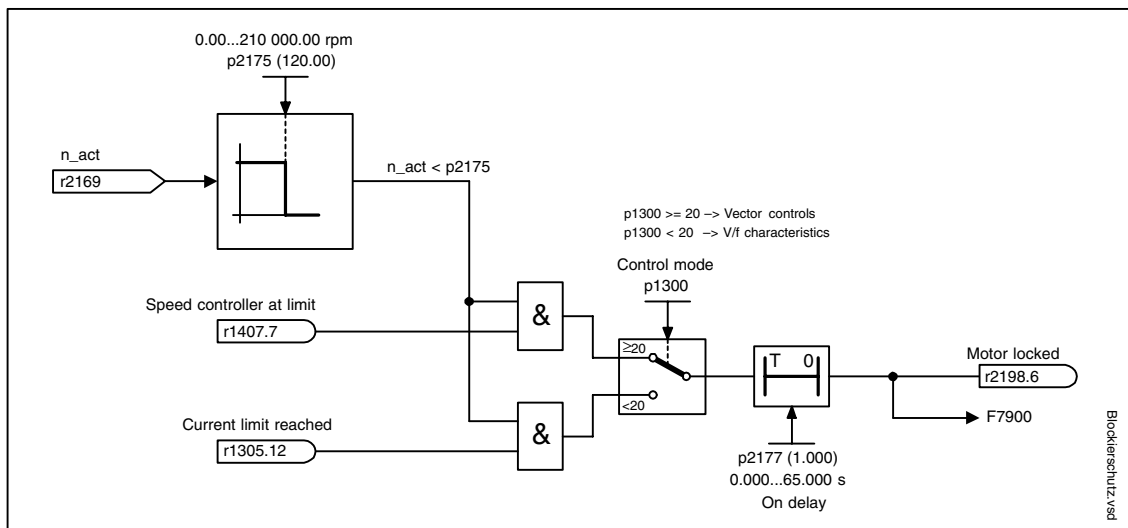 0.00...210 000.00 rpm
p2175 (120.00)
n_act
r2169
n_act < p2175
p1300 >= 20 –> Vector controls
p1300 < 20 –> V/f characteristics
Control mode
p1300
Speed controller at limit
r1407.7
&
≥20
<20
T 0
Motor locked
r2198.6
F7900
Current limit reached
r1305.12
&
p2177 (1.000)
0.000...65.000 s
On delay
Blockierschutz.vsd